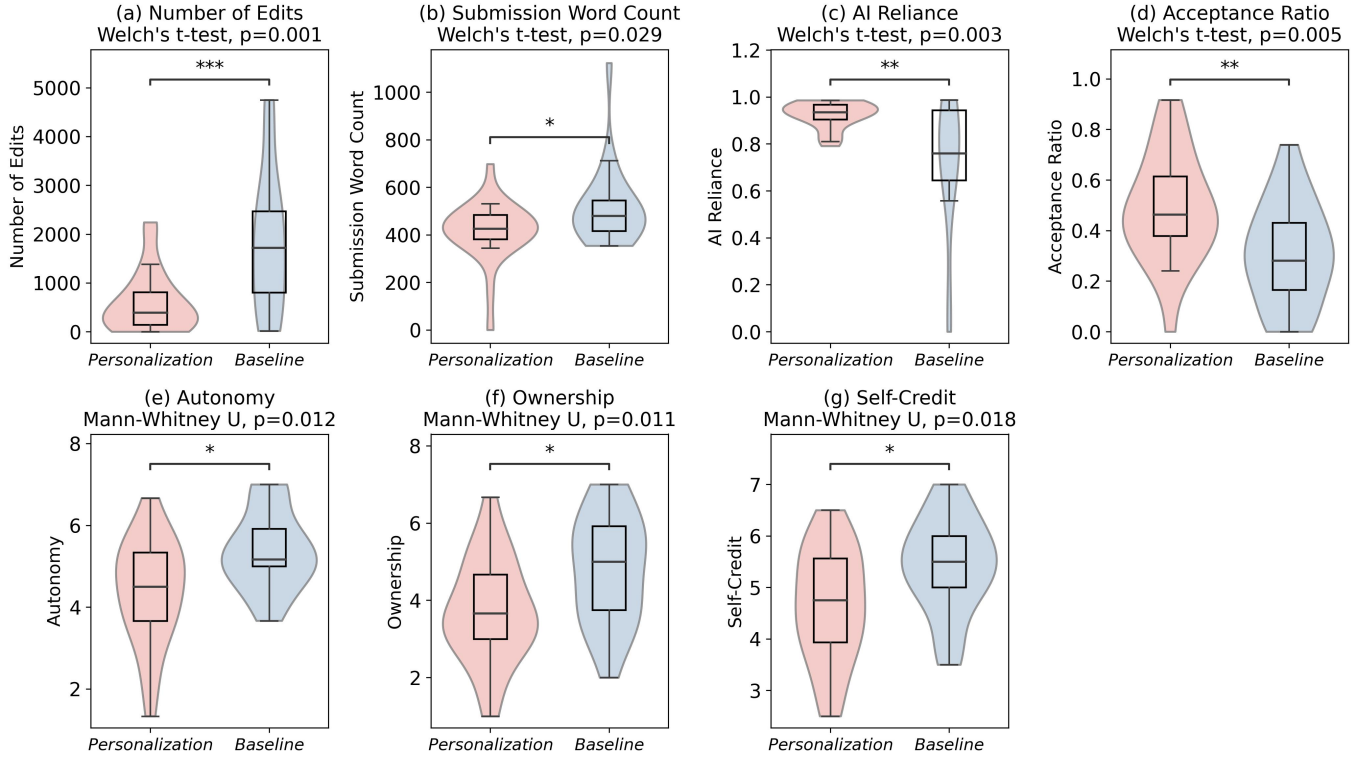 (a) Number of Edits
Welch's t-test, p=0.001
***
Number of Edits
5000
4000
3000
2000
1000
0
Personalization
Baseline
(b) Submission Word Count
Welch's t-test, p=0.029
*
Submission Word Count
1000
800
600
400
200
0
Personalization
Baseline
(c) AI Reliance
Welch's t-test, p=0.003
**
AI Reliance
1.2
1.0
0.8
0.6
0.4
0.2
0.0
Personalization
Baseline
(d) Acceptance Ratio
Welch's t-test, p=0.005
**
Acceptance Ratio
1.0
0.8
0.6
0.4
0.2
0.0
Personalization
Baseline
(e) Autonomy
Mann-Whitney U, p=0.012
*
Autonomy
8
6
4
2
Personalization
Baseline
(f) Ownership
Mann-Whitney U, p=0.011
*
Ownership
8
6
4
2
Personalization
Baseline
(g) Self-Credit
Mann-Whitney U, p=0.018
*
Self-Credit
7
6
5
4
3
Personalization
Baseline